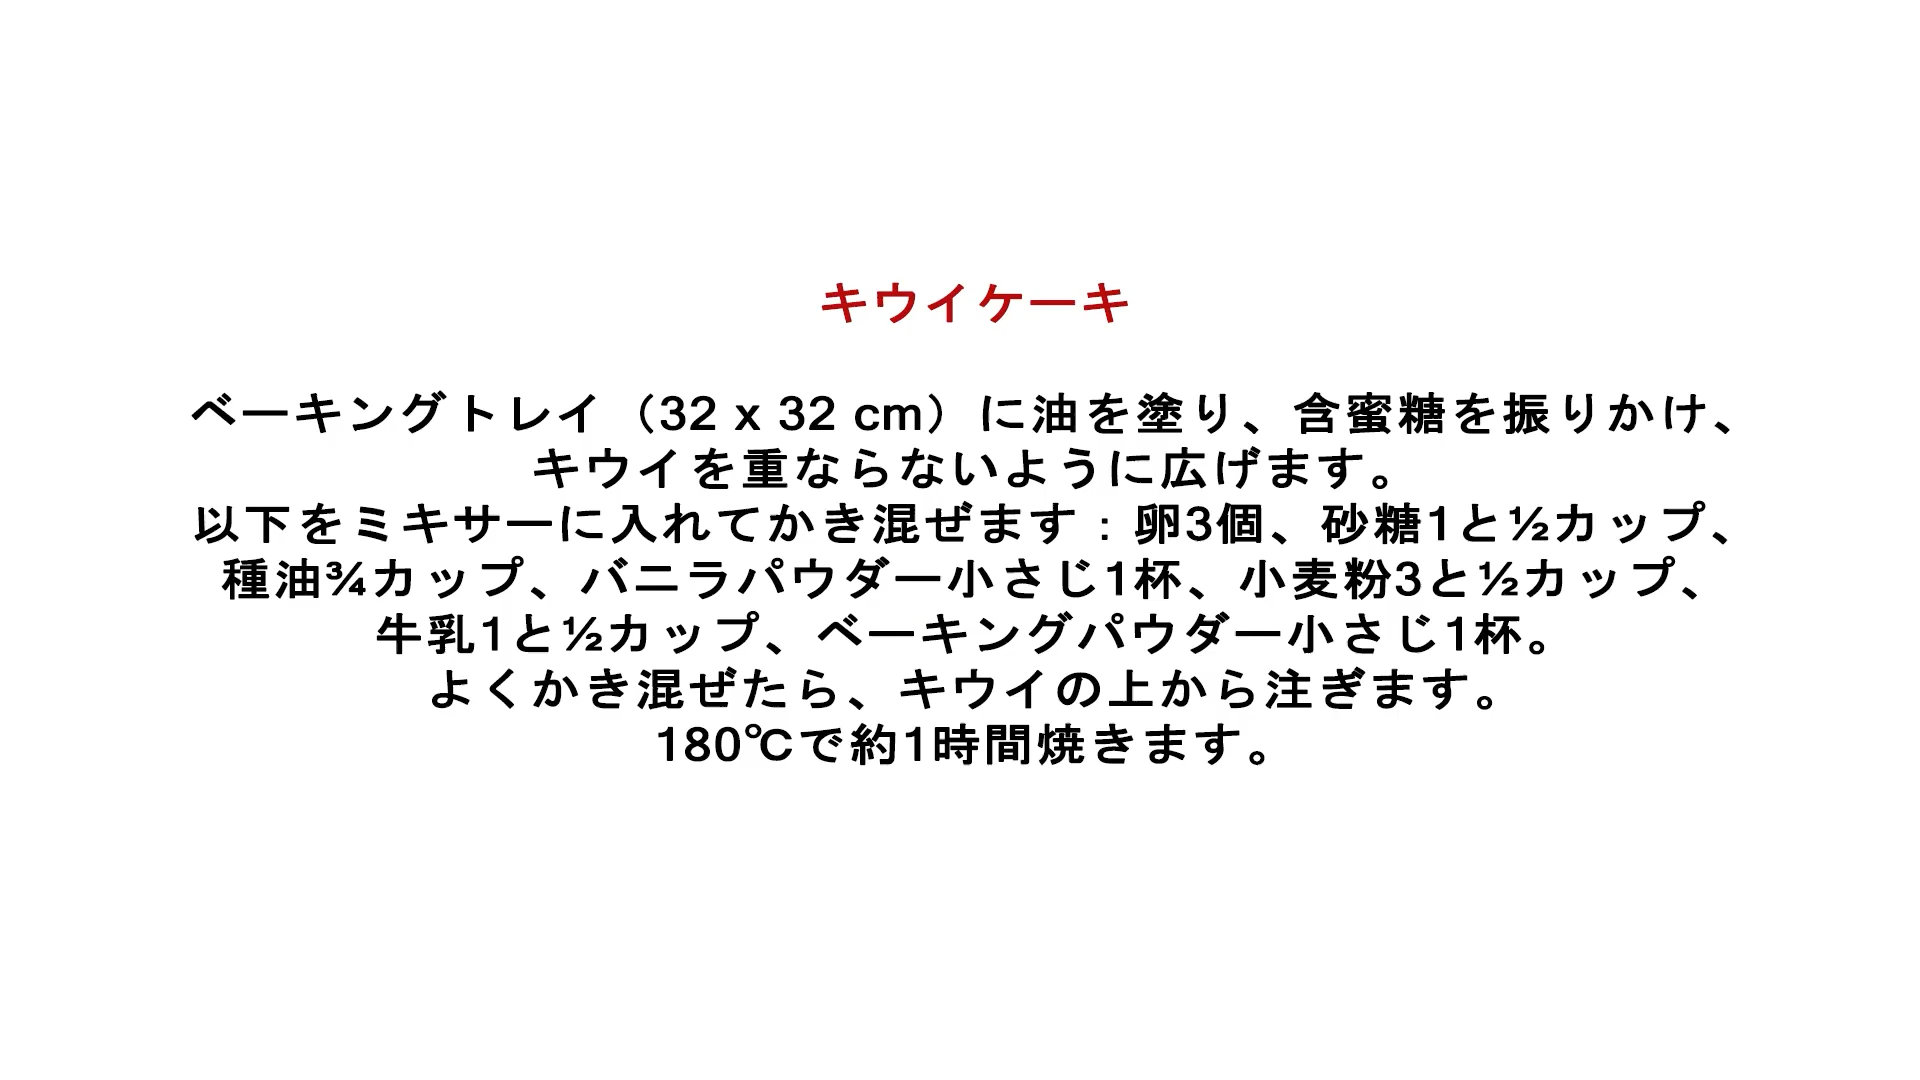 キウイケーキ
ベーキングトレイ（32 x 32 cm）に油を塗り、含蜜糖を振りかけ、
キウイを重ならないように広げます。
以下をミキサーに入れてかき混ぜます：卵3個、砂糖1と½カップ、
種油¾カップ、バニラパウダー小さじ1杯、小麦粉3と½カップ、
牛乳1と½カップ、ベーキングパウダー小さじ1杯。
よくかき混ぜたら、キウイの上から注ぎます。
180℃で約1時間焼きます。